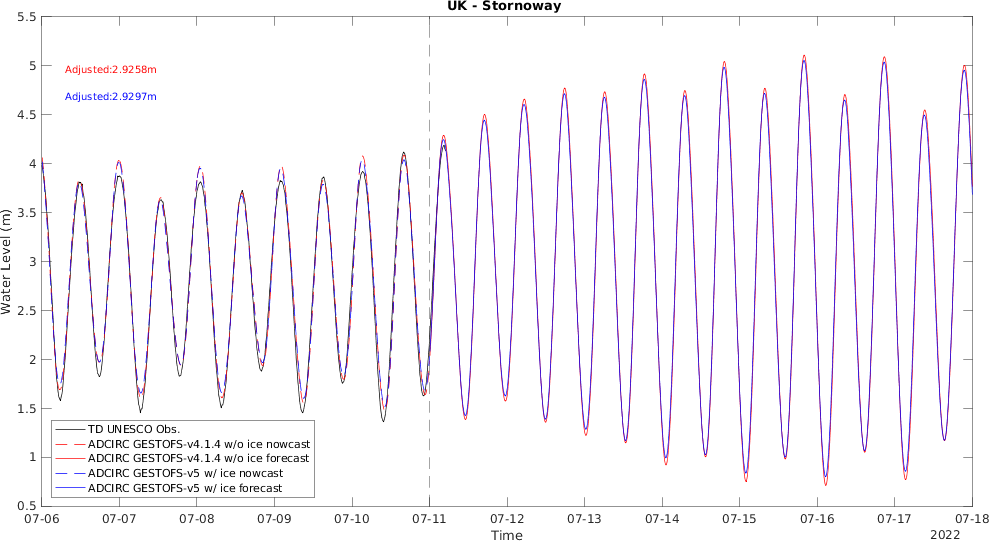 UK - Stornoway
5.5
5
4.5
4
3.5
3
2.5
2
1.5
1
0.5
Water Level (m)
Adjusted:2.9258m
Adjusted:2.9297m
TD UNESCO Obs.
ADCIRC GESTOFS-v4.1.4 w/o ice nowcast
ADCIRC GESTOFS-v4.1.4 w/o ice forecast
ADCIRC GESTOFS-v5 w/ ice nowcast
ADCIRC GESTOFS-v5 w/ ice forecast
07-06 07-07 07-08 07-09 07-10 07-11 07-12 07-13 07-14 07-15 07-16 07-17 07-18
Time
2022